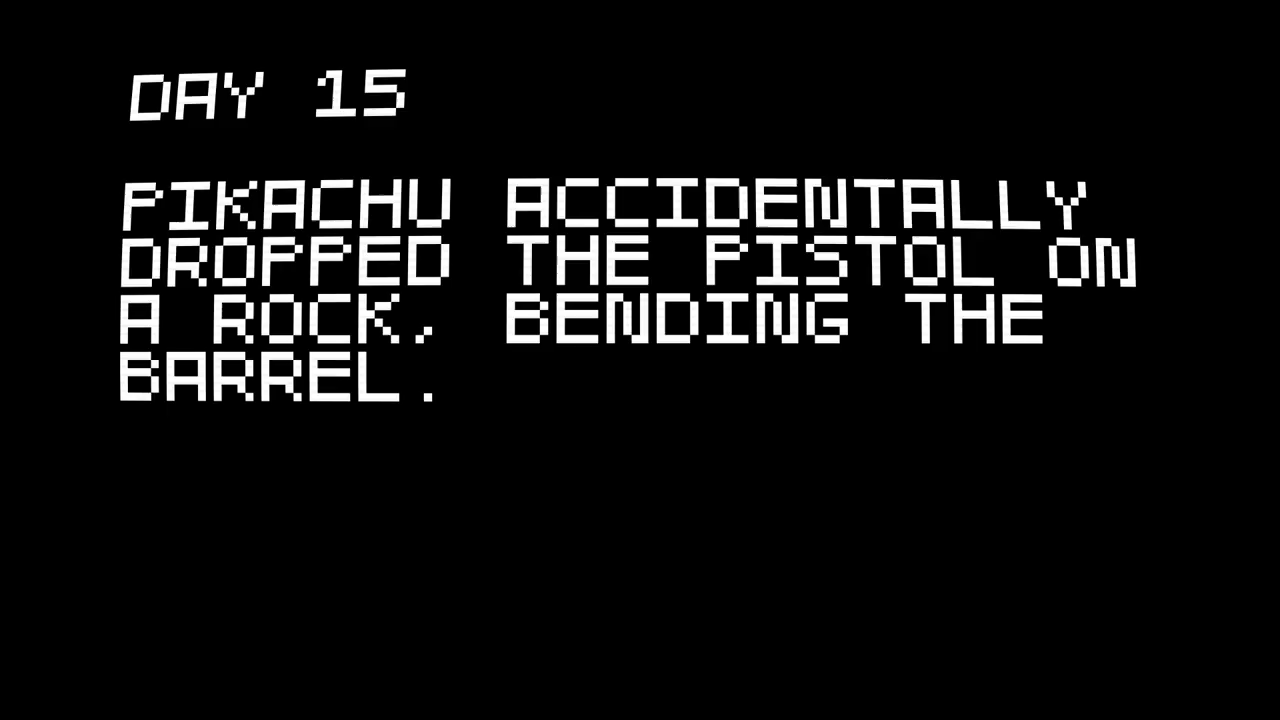 DAY 15
PIKACHU ACCIDENTALLY
DROPPED THE PISTOL ON
A ROCK, BENDING THE
BARREL.